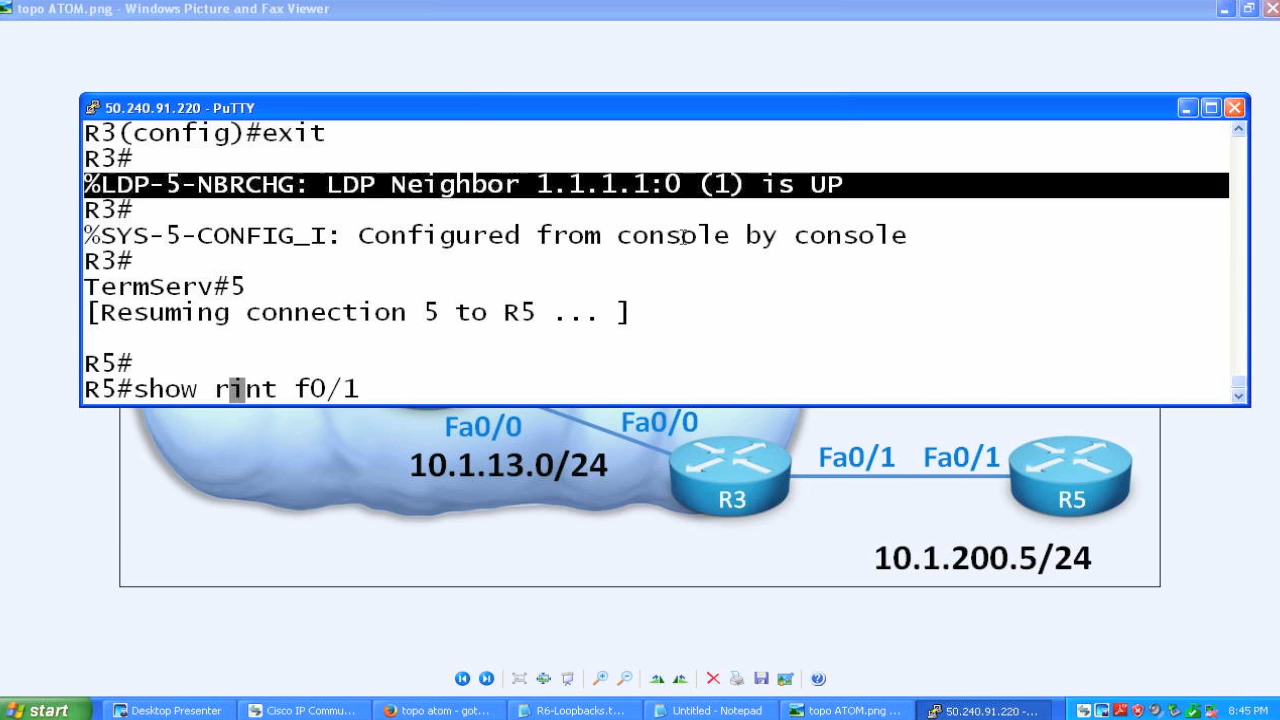 topo ATOM.png - Windows Picture and Fax Viewer
50.240.91.220 - PuTTY
R3(config)#exit
R3#
%LDP-5-NBRCHG: LDP Neighbor 1.1.1.1:0 (1) is UP
R3#
%SYS-5-CONFIG_I: Configured from console by console
R3#
TermServ#5
[Resuming connection 5 to R5 ... ]
R5#
R5#show rint f0/1
Fa0/0
Fa0/0
10.1.13.0/24
R3
Fa0/1
Fa0/1
R5
10.1.200.5/24
start
Desktop Presenter
Cisco IP Commu...
topo atom - got...
R6-Loopbacks.t...
Untitled - Notepad
topo ATOM.png ...
50.240.91.220 -...
8:45 PM